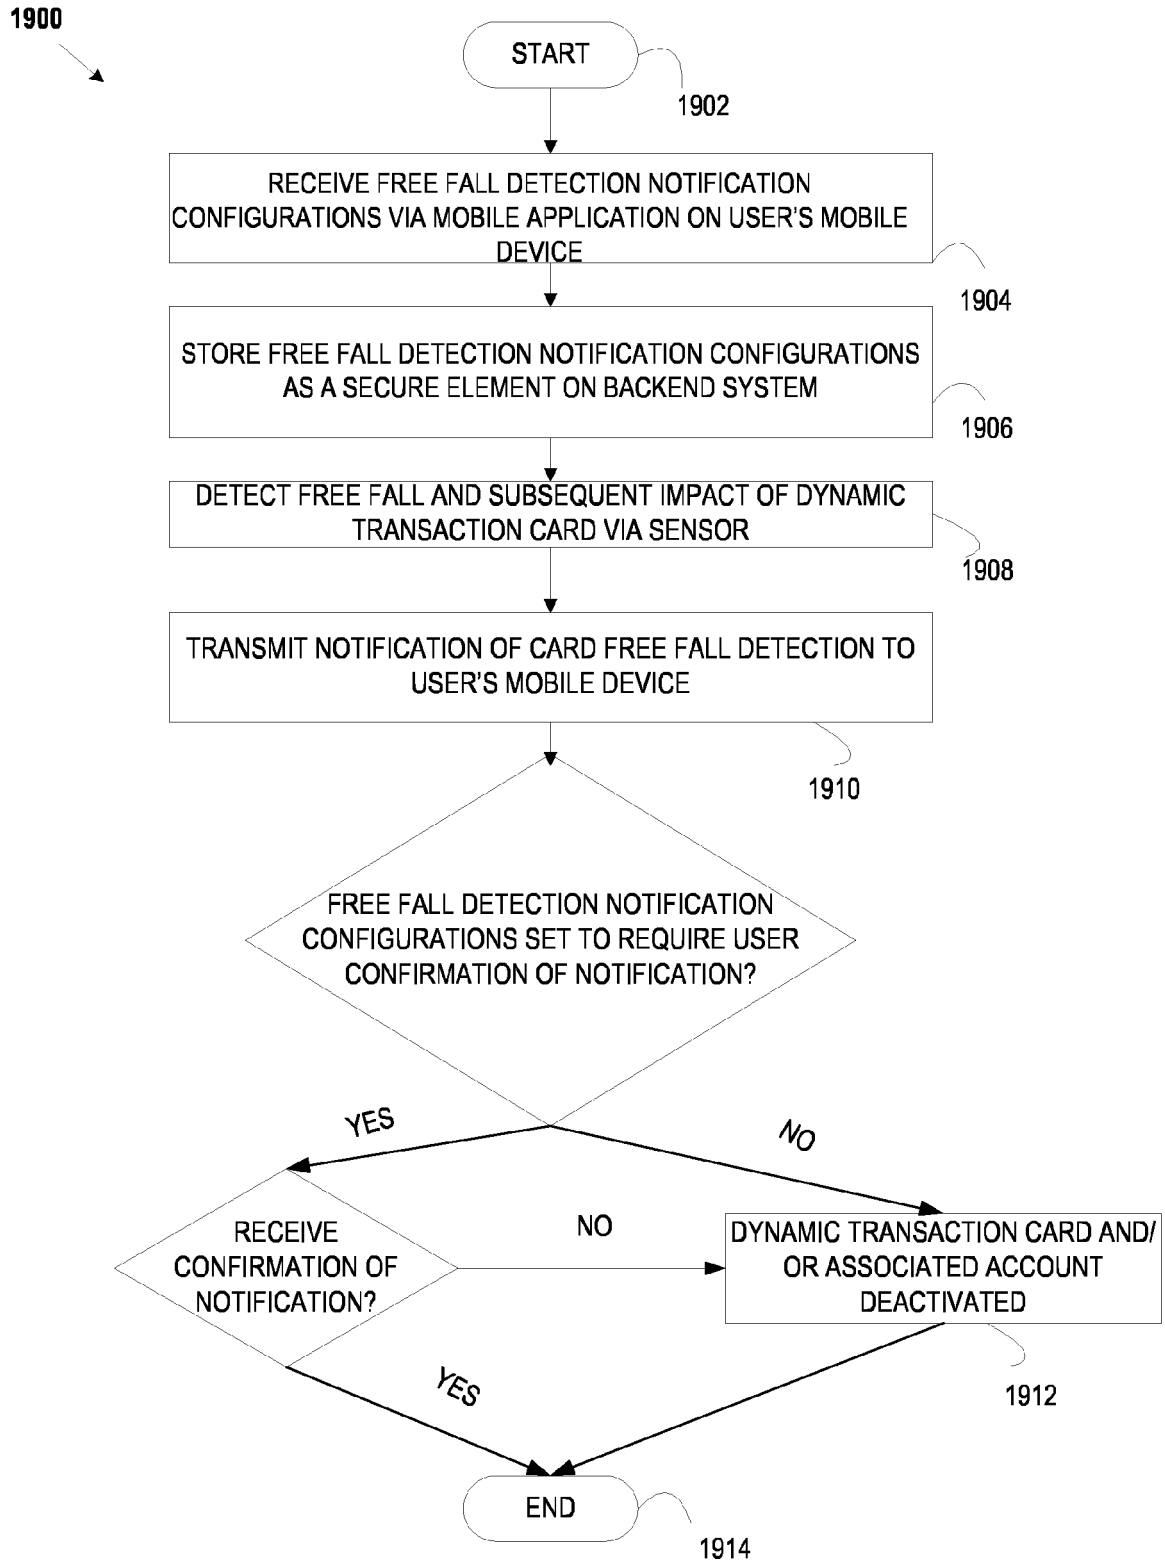 1900
START
1902
RECEIVE FREE FALL DETECTION NOTIFICATION
CONFIGURATIONS VIA MOBILE APPLICATION ON USER'S MOBILE
DEVICE
1904
STORE FREE FALL DETECTION NOTIFICATION CONFIGURATIONS
AS A SECURE ELEMENT ON BACKEND SYSTEM
1906
DETECT FREE FALL AND SUBSEQUENT IMPACT OF DYNAMIC
TRANSACTION CARD VIA SENSOR
1908
TRANSMIT NOTIFICATION OF CARD FREE FALL DETECTION TO
USER'S MOBILE DEVICE
1910
FREE FALL DETECTION NOTIFICATION
CONFIGURATIONS SET TO REQUIRE USER
CONFIRMATION OF NOTIFICATION?
YES
NO
RECEIVE
CONFIRMATION OF
NOTIFICATION?
NO
DYNAMIC TRANSACTION CARD AND/
OR ASSOCIATED ACCOUNT
DEACTIVATED
1912
YES
END
1914